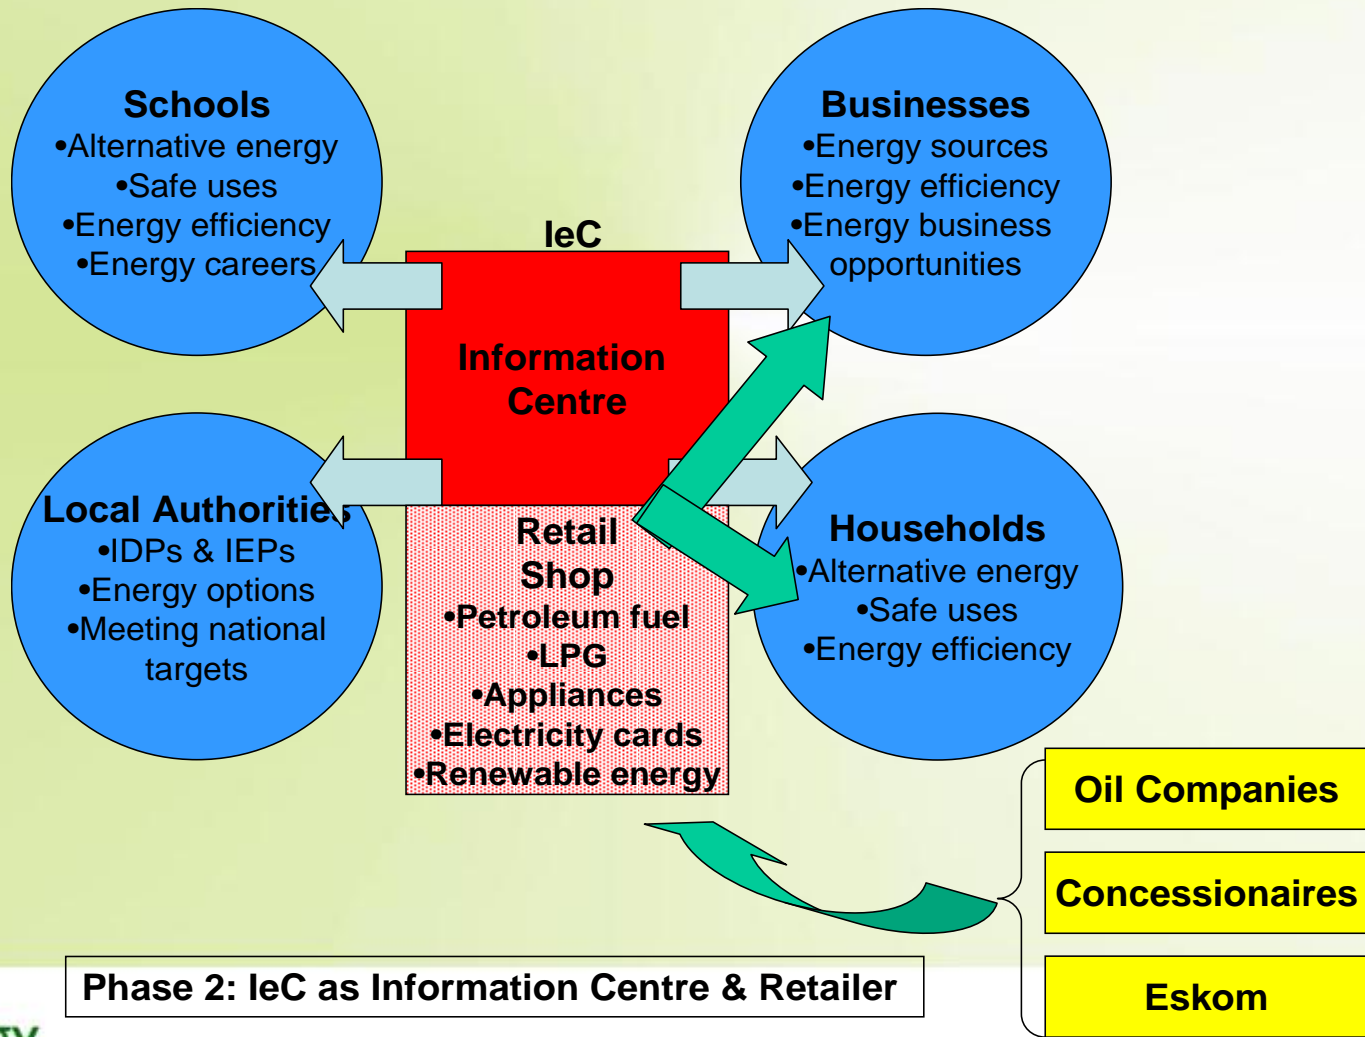 Schools
•Alternative energy
•Safe uses
•Energy efficiency
•Energy careers
Businesses
•Energy sources
•Energy efficiency
•Energy business
opportunities
IeC
Information
Centre
Local Authorities
•IDPs & IEPs
•Energy options
•Meeting national
targets
Retail
Shop
•Petroleum fuel
•LPG
•Appliances
•Electricity cards
•Renewable energy
Households
•Alternative energy
•Safe uses
•Energy efficiency
Oil Companies
Concessionaires
Eskom
Phase 2: IeC as Information Centre & Retailer